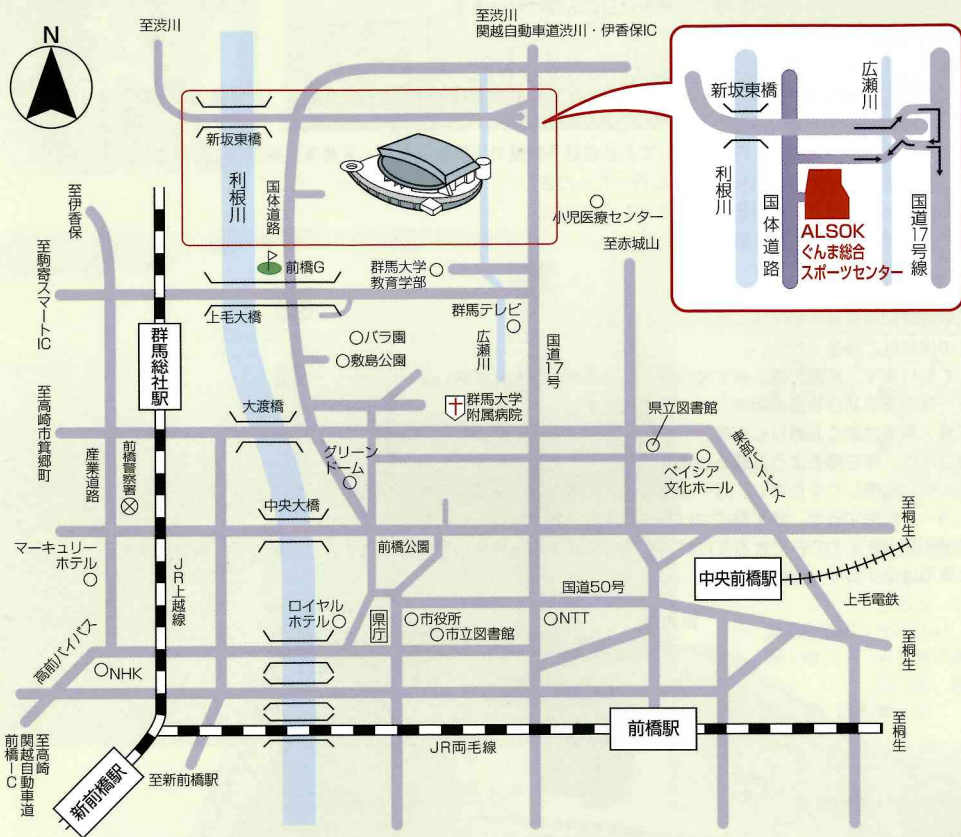 N
至渋川
至渋川
関越自動車道渋川・伊香保IC
新坂東橋
利根川
国体道路
小児医療センター
至赤城山
新坂東橋
広瀬川
利根川
国体道路
国道17号線
ALSOK
ぐんま総合
スポーツセンター
至伊香保
至駒寄スマートIC
前橋G
群馬大学
教育学部
上毛大橋
群馬テレビ
広瀬川
国道17号
バラ園
敷島公園
群馬総社駅
大渡橋
群馬大学
附属病院
県立図書館
東部バイパス
至高崎市箕郷町
産業道路
前橋警察署
グリーン
ドーム
ベイシア
文化ホール
中央大橋
至桐生
マーキュリー
ホテル
JR上越線
前橋公園
中央前橋駅
上毛電鉄
国道50号
ロイヤル
ホテル
県庁
市役所
市立図書館
NTT
至桐生
高前バイパス
NHK
前橋駅
至桐生
JR両毛線
至高崎
関越自動車道
前橋ーIC
新前橋駅
至新前橋駅